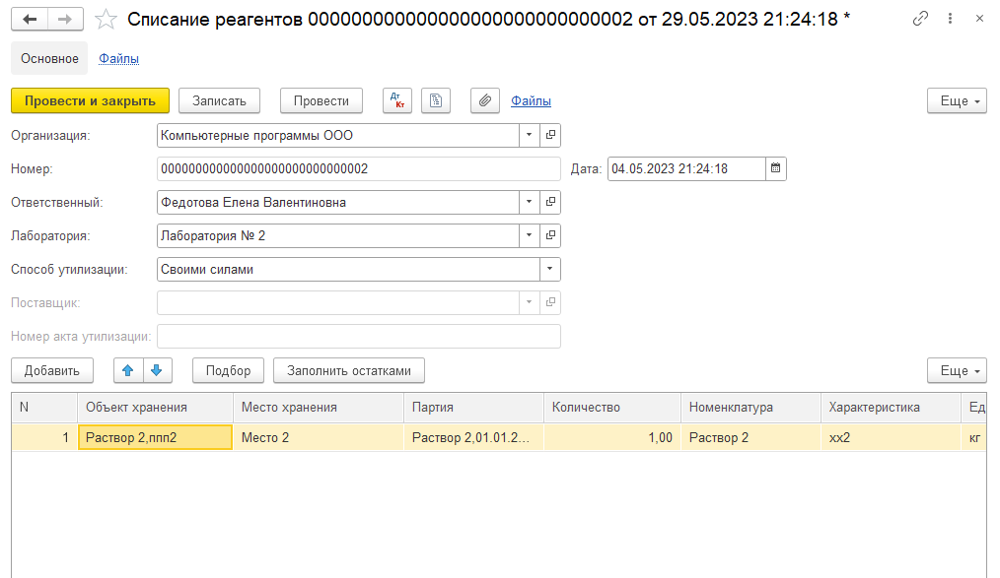 Списание реагентов 000000000000000000000000000000002 от 29.05.2023 21:24:18 *
Основное Файлы
Провести и закрыть Записать Провести Дт Кт Файлы Еще
Организация: Компьютерные программы ООО
Номер: 000000000000000000000000000000002 Дата: 04.05.2023 21:24:18
Ответственный: Федотова Елена Валентиновна
Лаборатория: Лаборатория № 2
Способ утилизации: Своими силами
Поставщик:
Номер акта утилизации:
Добавить Подбор Заполнить остатками Еще
N Объект хранения Место хранения Партия Количество Номенклатура Характеристика Ед
1 Раствор 2,ппп2 Место 2 Раствор 2,01.01.2... 1,00 Раствор 2 хх2 кг